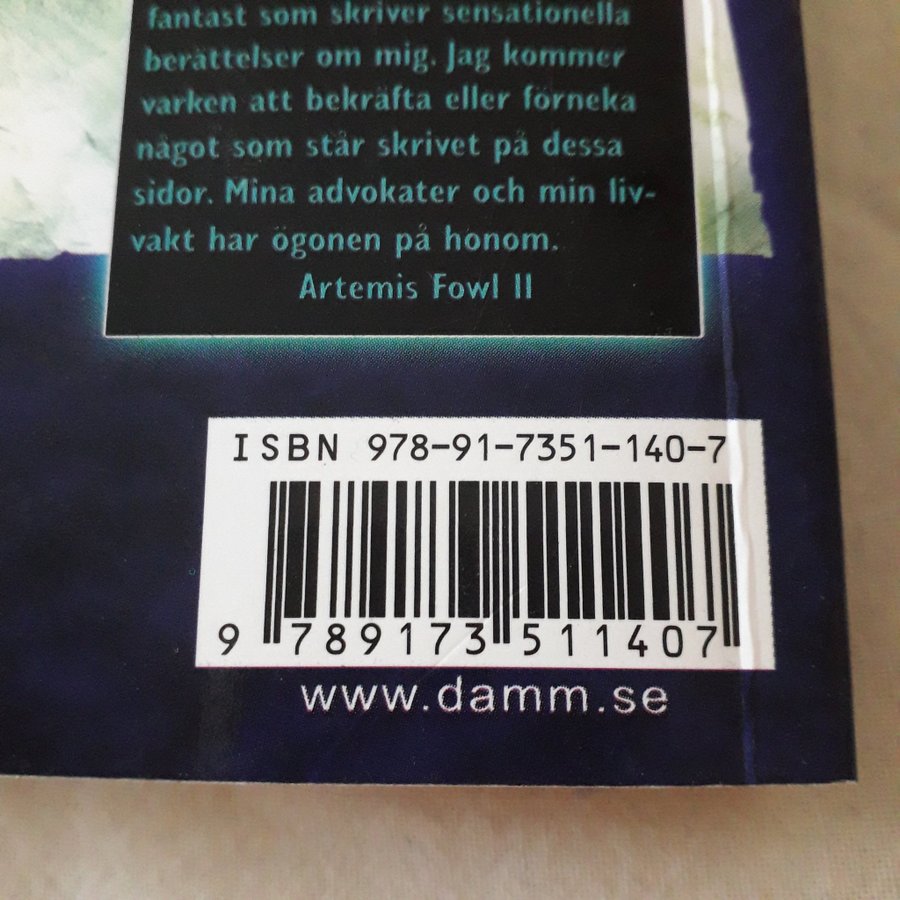 fantast som skriver sensationella
berättelser om mig. Jag kommer
varken att bekräfta eller förneka
något som står skrivet på dessa
sidor. Mina advokater och min liv-
vakt har ögonen på honom.
Artemis Fowl II
ISBN 978-91-7351-140-7
9 789173 511407
www.damm.se